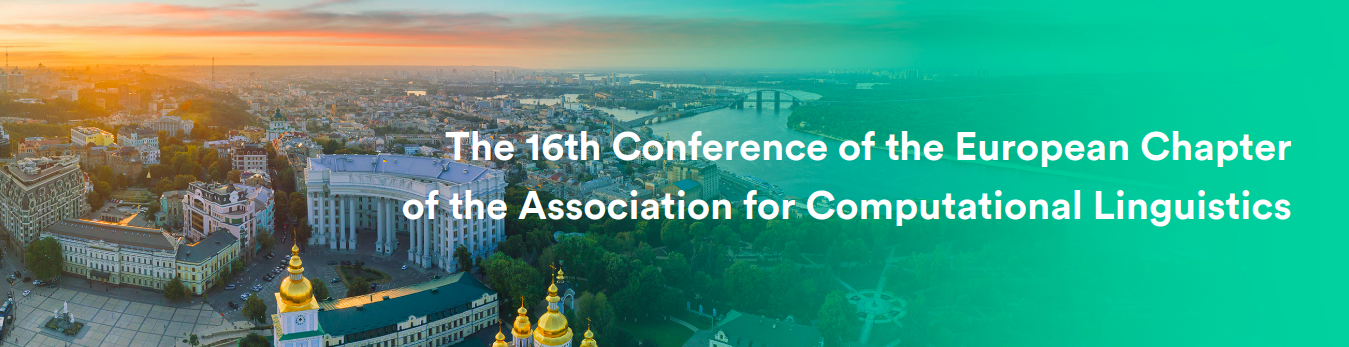 The 16th Conference of the European Chapter
of the Association for Computational Linguistics